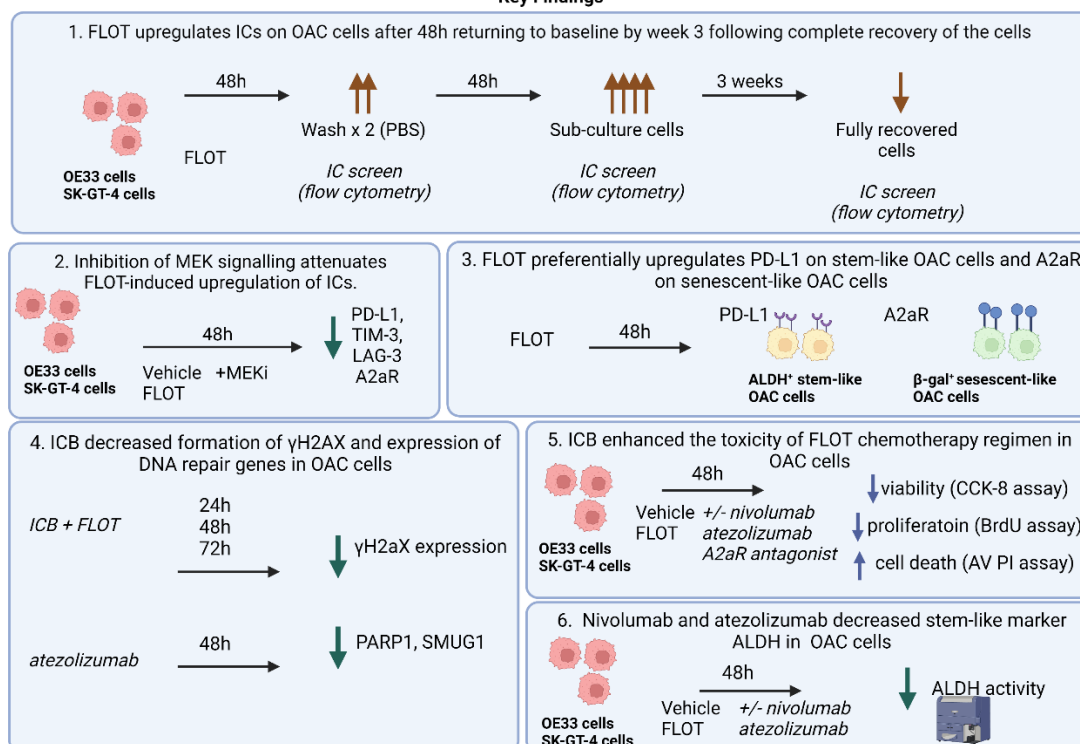 Key Findings
1. FLOT upregulates ICs on OAC cells after 48h returning to baseline by week 3 following complete recovery of the cells
48h
48h
3 weeks
FLOT
OE33 cells
SK-GT-4 cells
Wash x 2 (PBS)
IC screen
(flow cytometry)
Sub-culture cells
IC screen
(flow cytometry)
Fully recovered
cells
IC screen
(flow cytometry)
2. Inhibition of MEK signalling attenuates
FLOT-induced upregulation of ICs.
OE33 cells
SK-GT-4 cells
48h
Vehicle +MEKi
FLOT
PD-L1,
TIM-3,
LAG-3
A2aR
3. FLOT preferentially upregulates PD-L1 on stem-like OAC cells and A2aR
on senescent-like OAC cells
FLOT
48h
PD-L1
ALDH⁺ stem-like
OAC cells
A2aR
β-gal⁺ sesescent-like
OAC cells
4. ICB decreased formation of γH2AX and expression of
DNA repair genes in OAC cells
ICB + FLOT
24h
48h
72h
γH2aX expression
atezolizumab
48h
PARP1, SMUG1
5. ICB enhanced the toxicity of FLOT chemotherapy regimen in
OAC cells
OE33 cells
SK-GT-4 cells
48h
Vehicle +/- nivolumab
FLOT atezolizumab
A2aR antagonist
viability (CCK-8 assay)
proliferatoin (BrdU assay)
cell death (AV PI assay)
6. Nivolumab and atezolizumab decreased stem-like marker
ALDH in OAC cells
OE33 cells
SK-GT-4 cells
48h
Vehicle +/- nivolumab
FLOT atezolizumab
ALDH activity